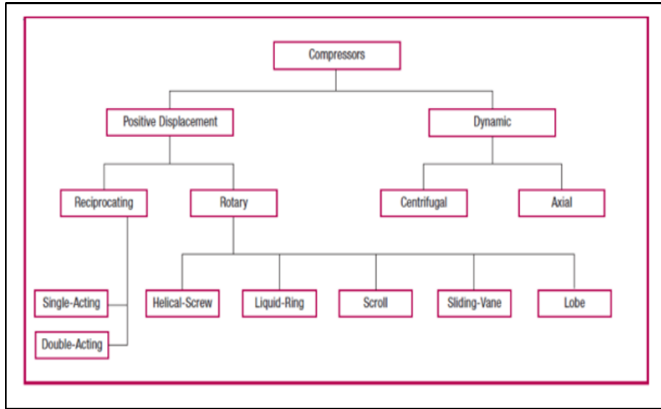 Compressors
Positive Displacement
Dynamic
Reciprocating
Rotary
Centrifugal
Axial
Single-Acting
Helical-Screw
Liquid-Ring
Scroll
Sliding-Vane
Lobe
Double-Acting